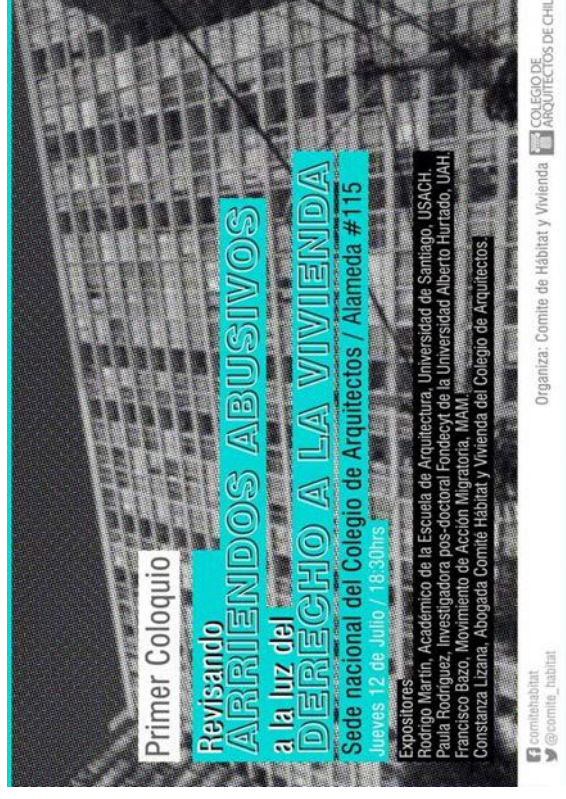 Primer Coloquio
Revisando
ARRIENDOS ABUSIVOS
a la luz del
DERECHO A LA VIVIENDA
Sede nacional del Colegio de Arquitectos / Alameda #115
Jueves 12 de Julio / 18:30hrs
Expositores
Rodrigo Martin, Académico de la Escuela de Arquitectura, Universidad de Santiago, USACH.
Paula Rodríguez, Investigadora pos-doctoral Fondecyt de la Universidad Alberto Hurtado, UAH.
Francisco Bazo, Movimiento de Acción Migratoria, MAM.
Constanza Lizana, Abogada Comité Hábitat y Vivienda del Colegio de Arquitectos.
comitehabitat
@comite_habitat
Organiza: Comite de Hábitat y Vivienda
COLEGIO DE
ARQUITECTOS DE CHIL